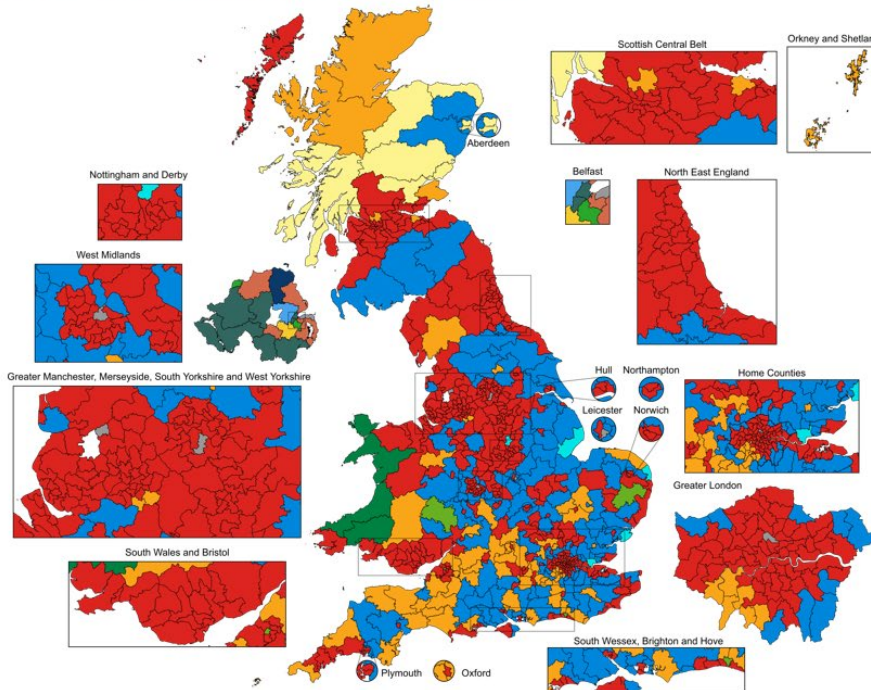 Scottish Central Belt
Orkney and Shetlan
Aberdeen
Nottingham and Derby
Belfast
North East England
West Midlands
Greater Manchester, Merseyside, South Yorkshire and West Yorkshire
Hull
Northampton
Home Counties
Leicester
Norwich
Greater London
South Wales and Bristol
South Wessex, Brighton and Hove
Plymouth
Oxford